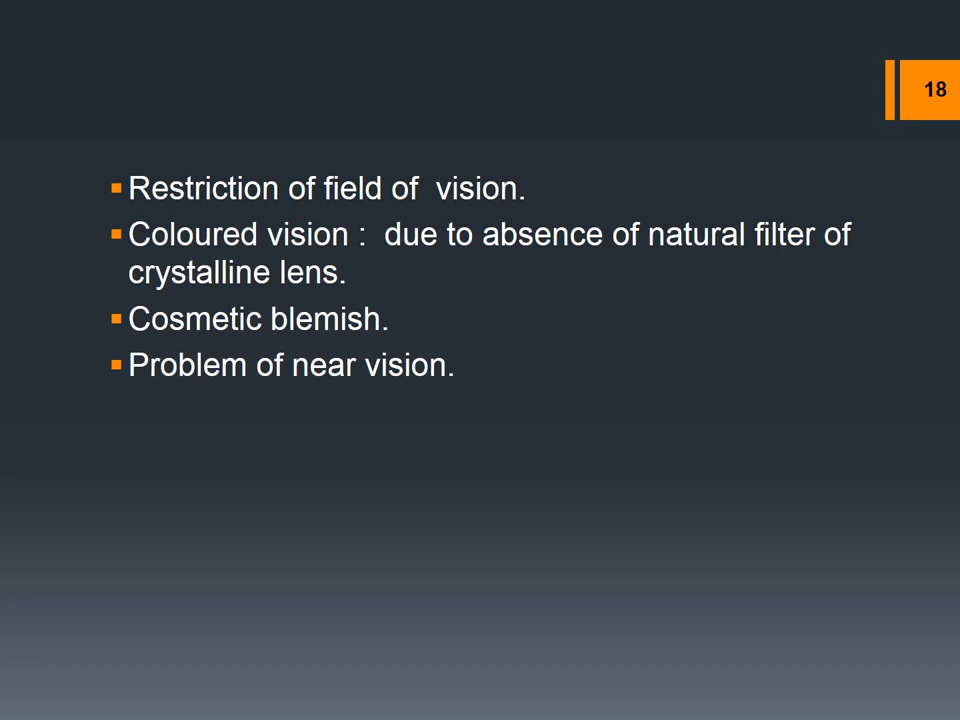 18
Restriction of field of  vision.
Coloured vision :  due to absence of natural filter of
crystalline lens.
Cosmetic blemish.
Problem of near vision.